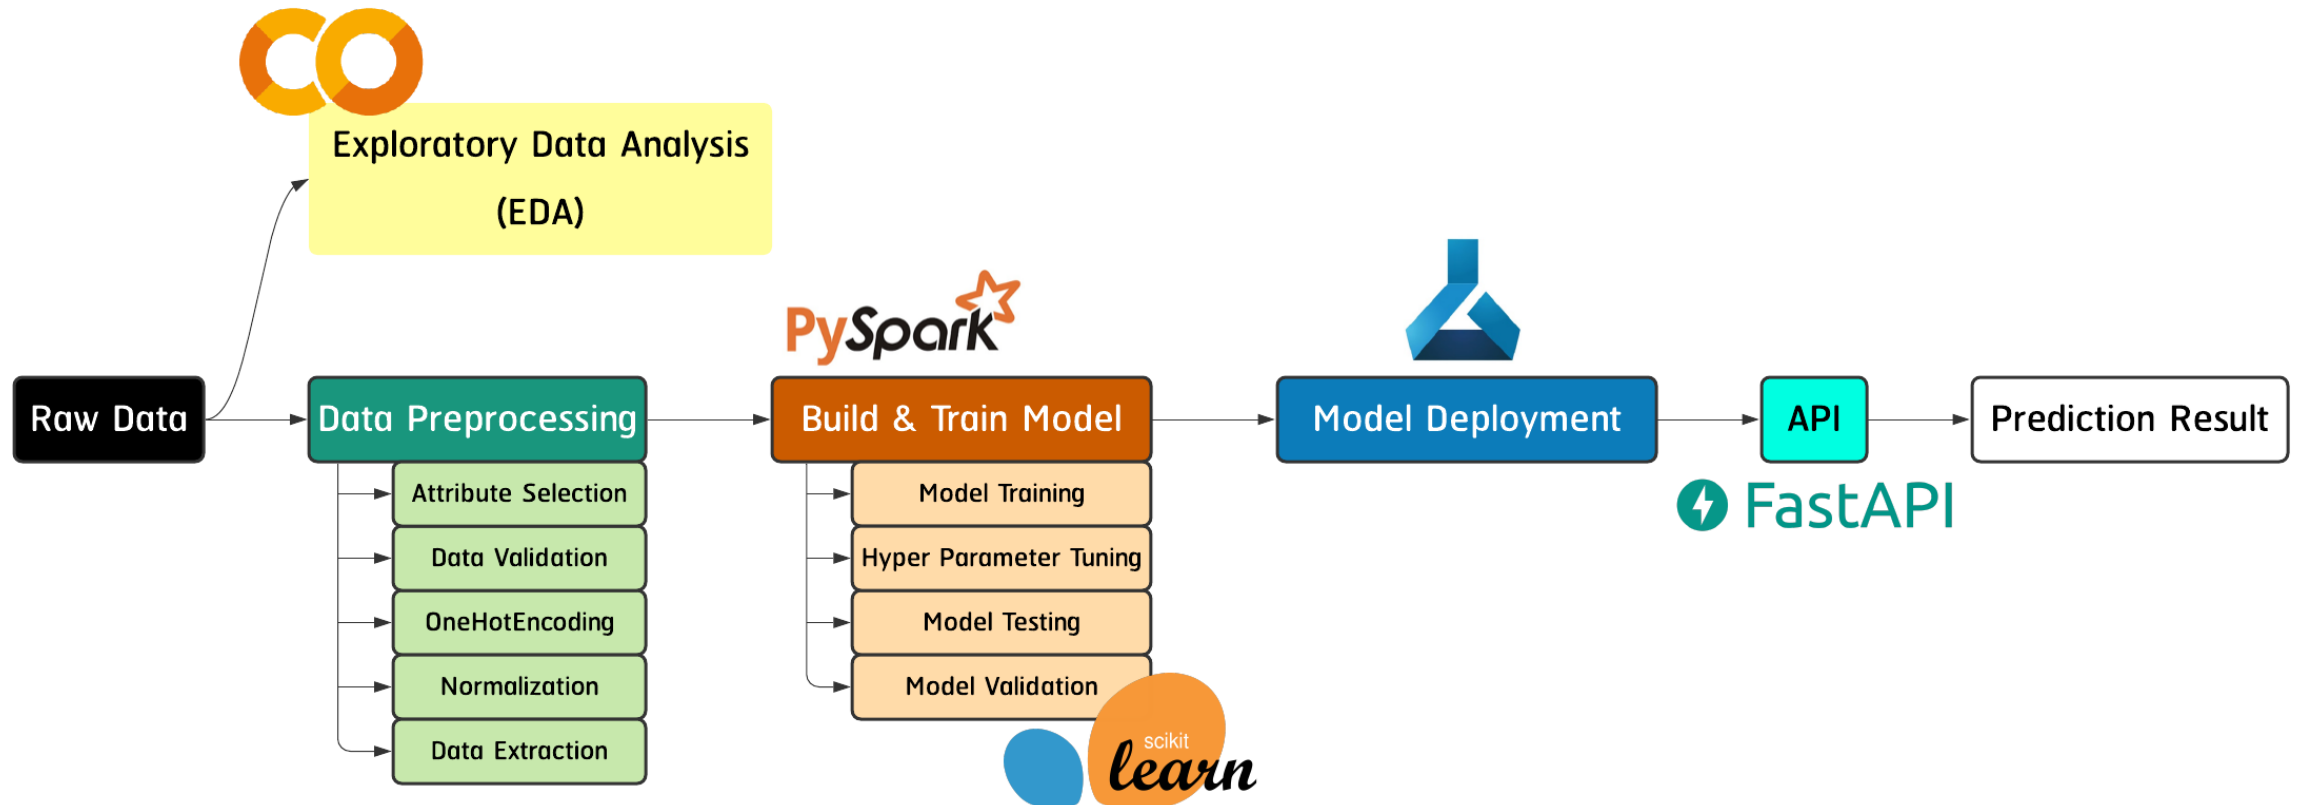 Exploratory Data Analysis
(EDA)
PySpark
Raw Data
Data Preprocessing
Build & Train Model
Model Deployment
API
Prediction Result
Attribute Selection
Data Validation
OneHotEncoding
Normalization
Data Extraction
Model Training
Hyper Parameter Tuning
Model Testing
Model Validation
FastAPI
scikit
learn